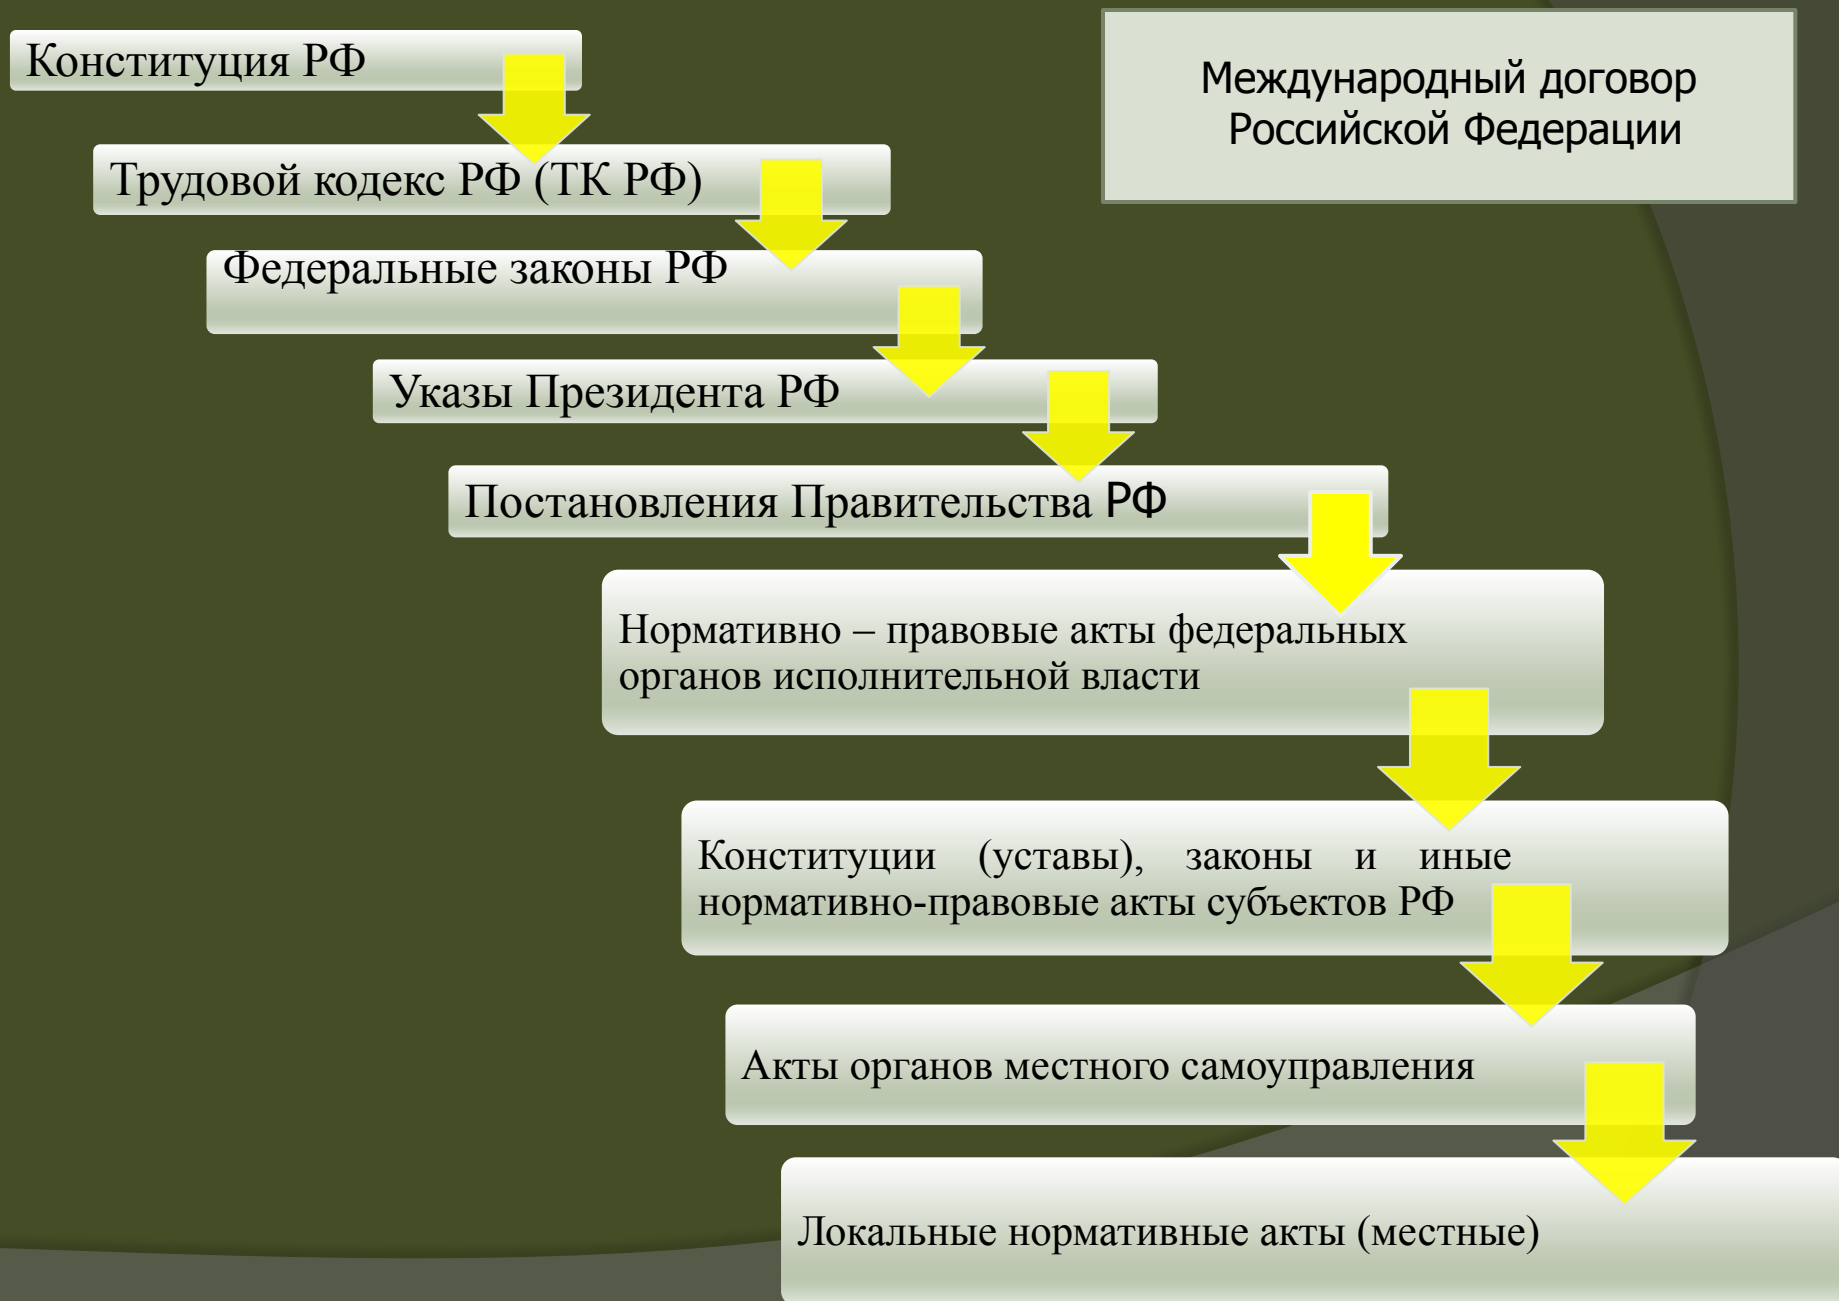 Конституция РФ
Международный договор
Российской Федерации
Трудовой кодекс РФ (ТК РФ)
Федеральные законы РФ
Указы Президента РФ
Постановления Правительства РФ
Нормативно – правовые акты федеральных
органов исполнительной власти
Конституции (уставы), законы и иные
нормативно-правовые акты субъектов РФ
Акты органов местного самоуправления
Локальные нормативные акты (местные)